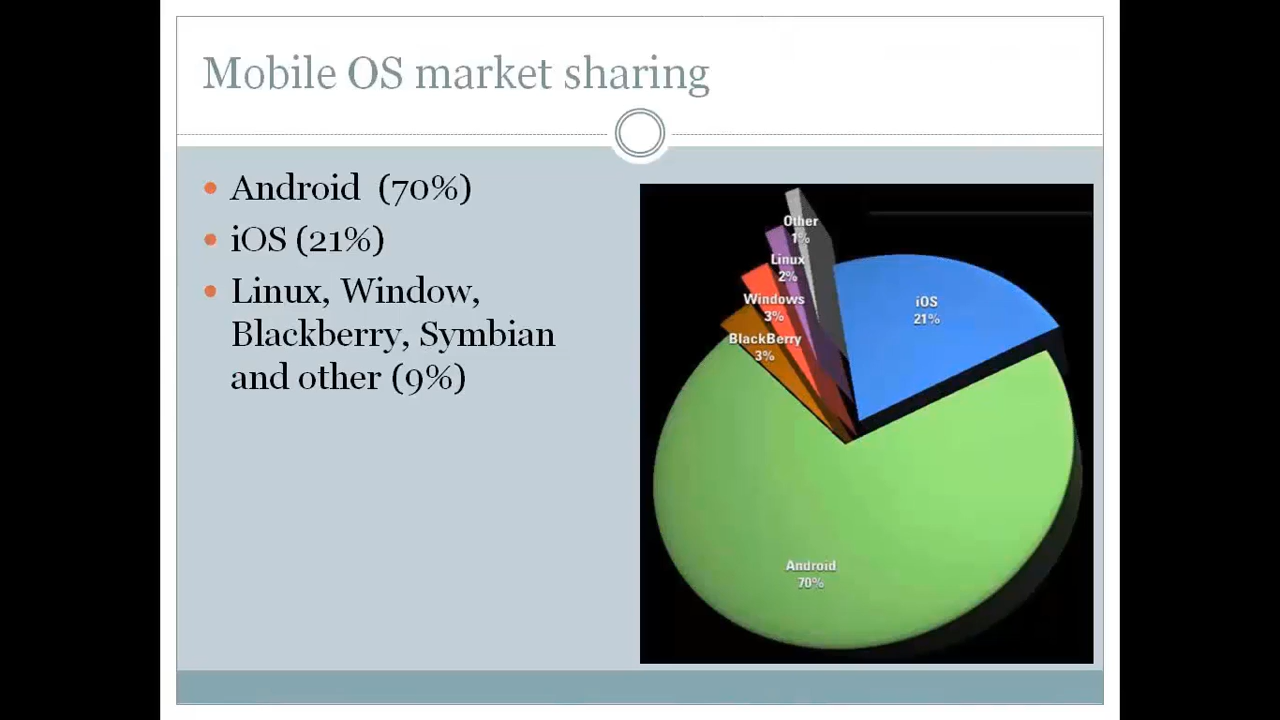 Mobile OS market sharing
Android (70%)
iOS (21%)
Linux, Window,
Blackberry, Symbian
and other (9%)
Other
1%
Linux
2%
Windows
3%
BlackBerry
3%
iOS
21%
Android
70%